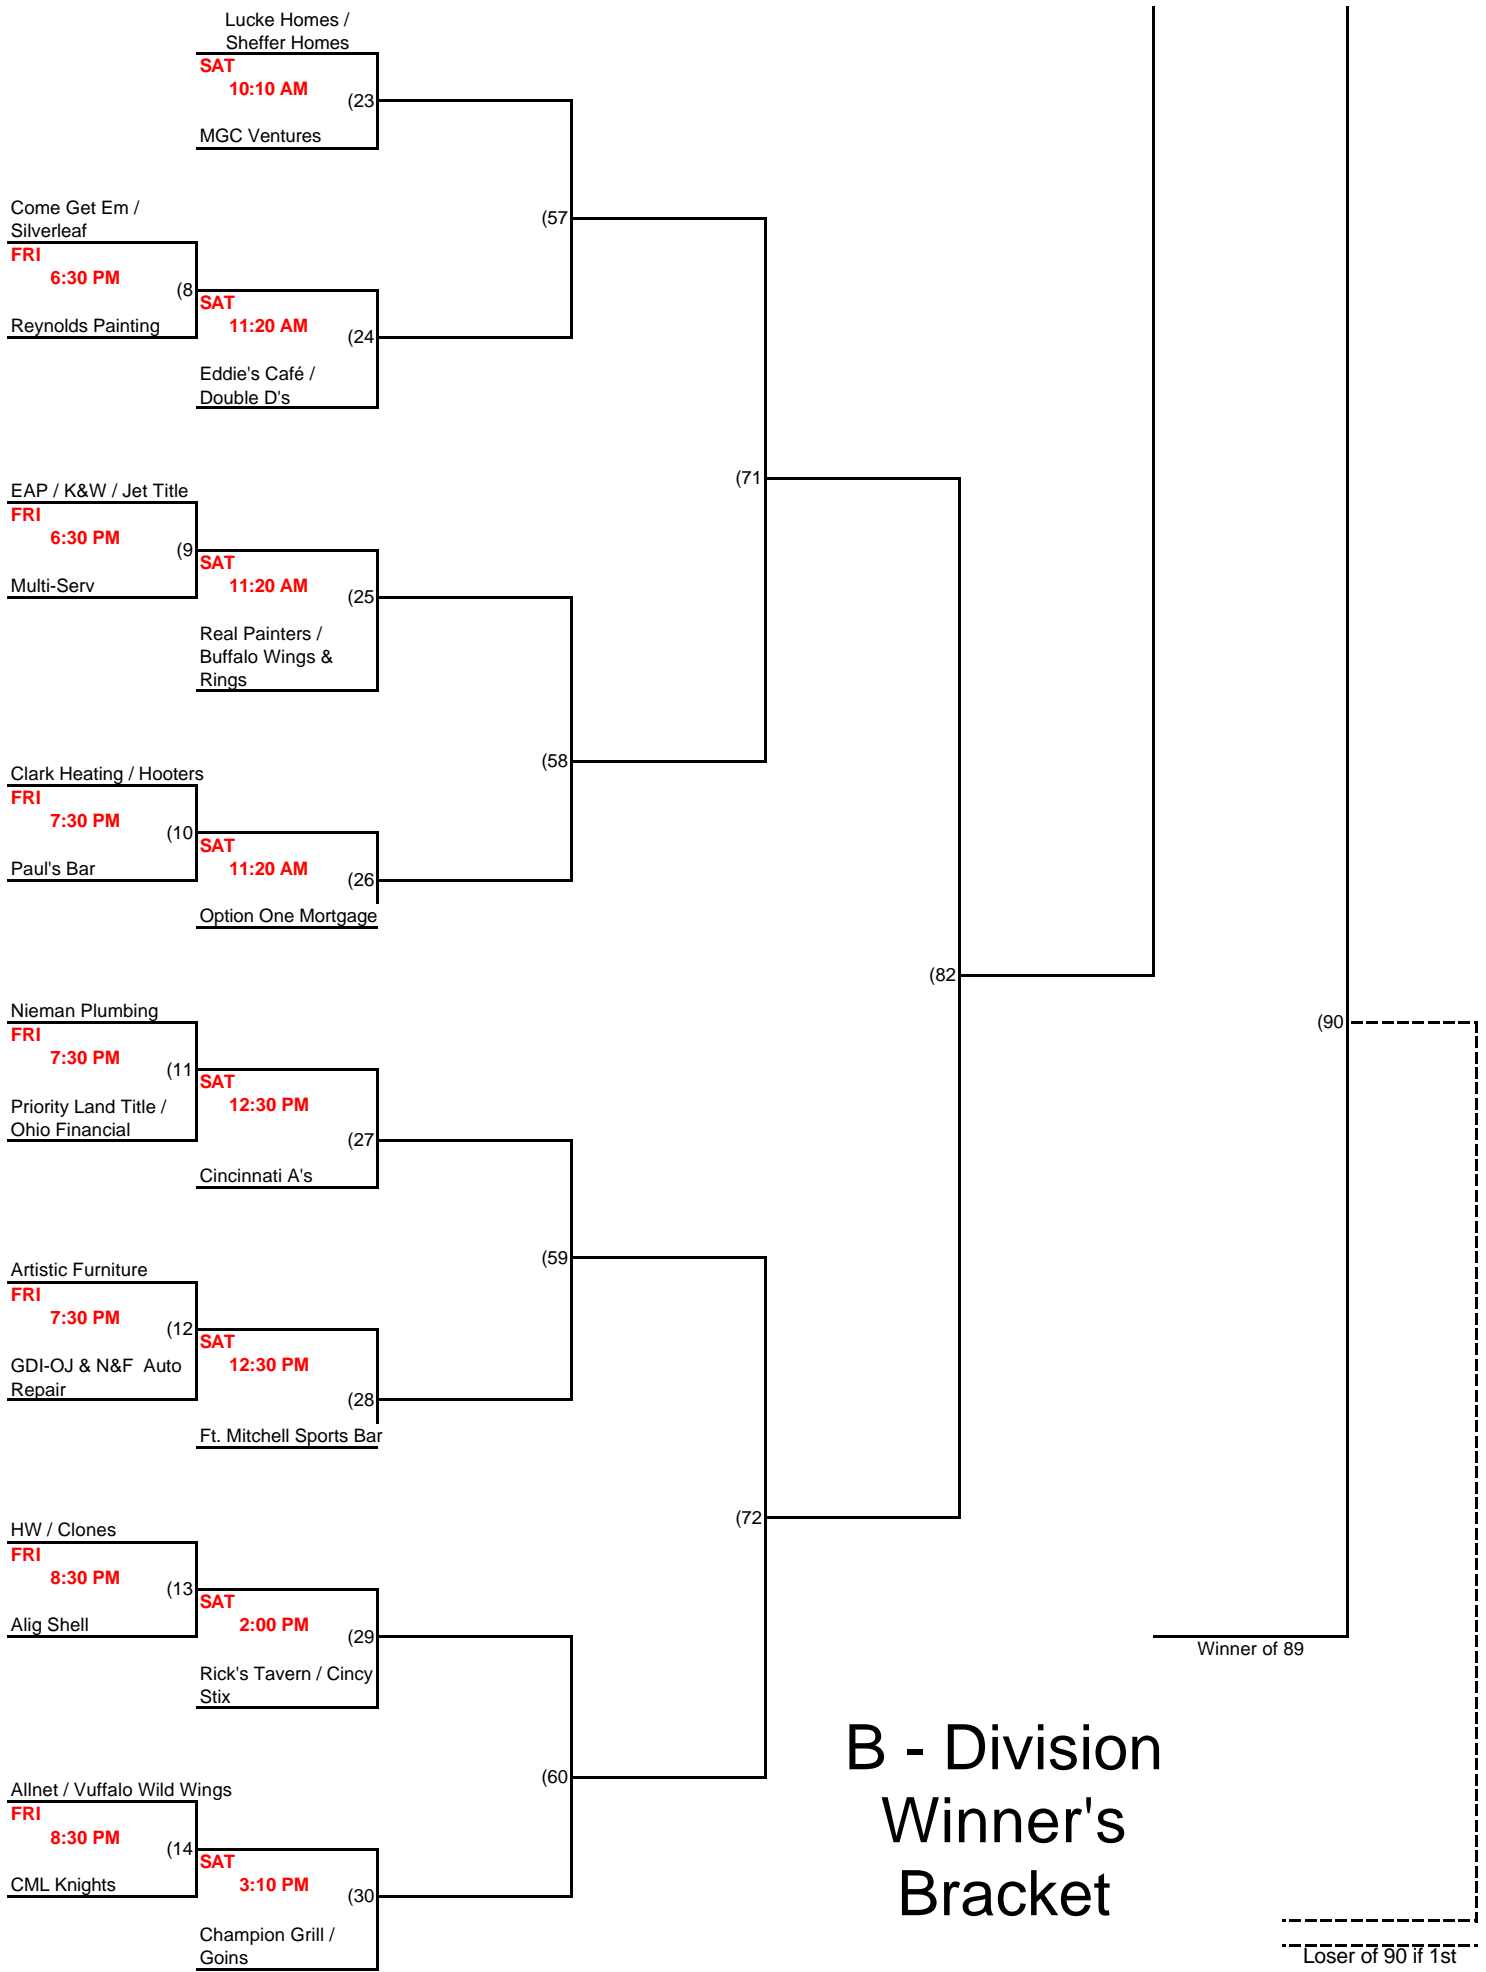 Lucke Homes /
Sheffer Homes
SAT
10:10 AM
(23
MGC Ventures
Come Get Em /
Silverleaf
(57
FRI
6:30 PM
(8
SAT
Reynolds Painting
11:20 AM
(24
Eddie's Café /
Double D's
(71
EAP / K&W / Jet Title
FRI
6:30 PM
(9
SAT
Multi-Serv
11:20 AM
(25
Real Painters /
Buffalo Wings &
Rings
(58
Clark Heating / Hooters
FRI
7:30 PM
(10
SAT
Paul's Bar
11:20 AM
(26
Option One Mortgage
(82
Nieman Plumbing
(90
FRI
7:30 PM
(11
SAT
Priority Land Title /
Ohio Financial
12:30 PM
(27
Cincinnati A's
(59
Artistic Furniture
FRI
7:30 PM
(12
SAT
GDI-OJ & N&F  Auto
Repair
12:30 PM
(28
Ft. Mitchell Sports Bar
(72
HW / Clones
FRI
8:30 PM
(13
SAT
Alig Shell
2:00 PM
(29
Winner of 89
Rick's Tavern / Cincy
Stix
B - Division
Winner's
Bracket
(60
Allnet / Vuffalo Wild Wings
FRI
8:30 PM
(14
SAT
CML Knights
3:10 PM
(30
Champion Grill /
Goins
Loser of 90 if 1st